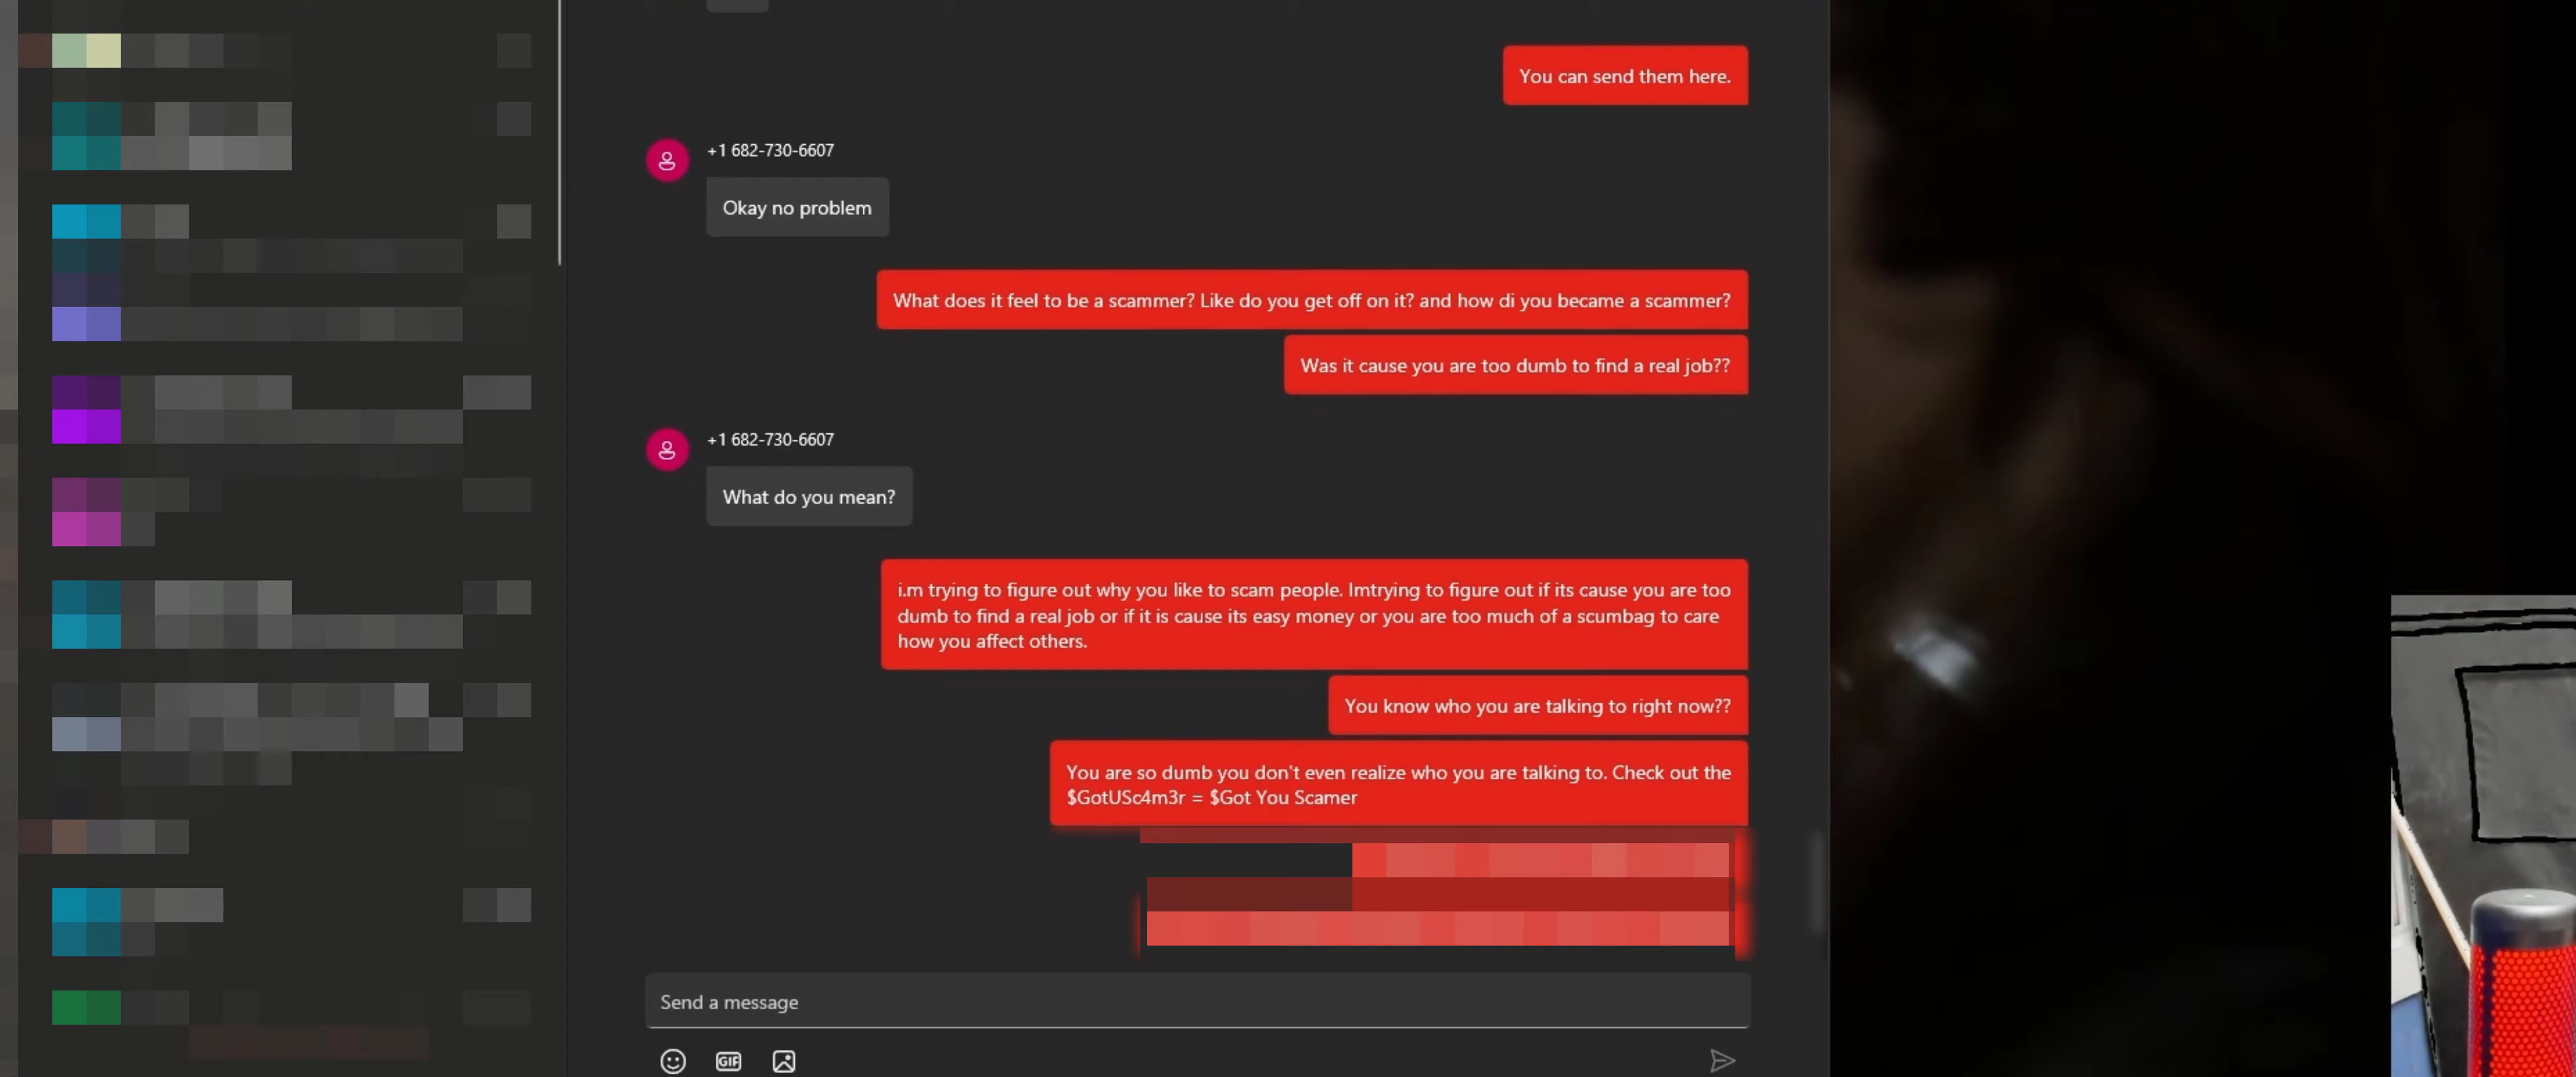 You can send them here.
+1 682-730-6607
Okay no problem
What does it feel to be a scammer? Like do you get off on it? and how di you became a scammer?
Was it cause you are too dumb to find a real job??
+1 682-730-6607
What do you mean?
i.m trying to figure out why you like to scam people. Imtrying to figure out if its cause you are too
dumb to find a real job or if it is cause its easy money or you are too much of a scumbag to care
how you affect others.
You know who you are talking to right now??
You are so dumb you don't even realize who you are talking to. Check out the
$GotUSc4m3r = $Got You Scamer
Send a message
GIF